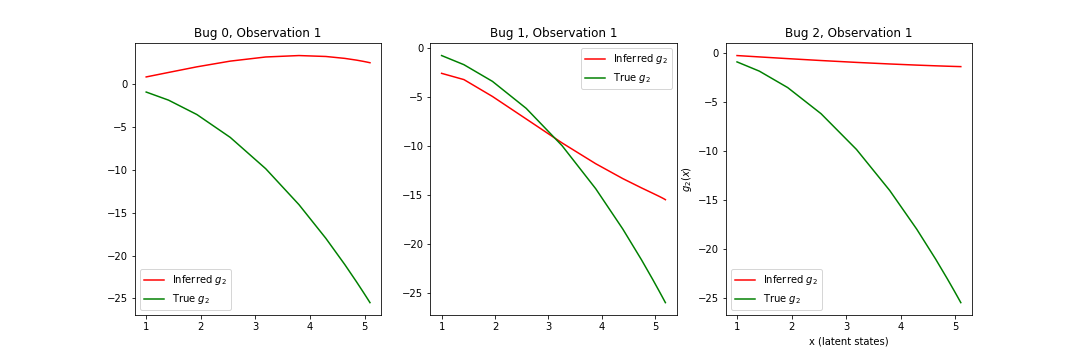 Bug 0, Observation 1
0
−5
−10
−15
−20
−25
Inferred g₂
True g₂
1 2 3 4 5
Bug 1, Observation 1
0
−5
−10
−15
−20
−25
Inferred g₂
True g₂
1 2 3 4 5
Bug 2, Observation 1
g₂(x)
0
−5
−10
−15
−20
−25
Inferred g₂
True g₂
1 2 3 4 5
x (latent states)